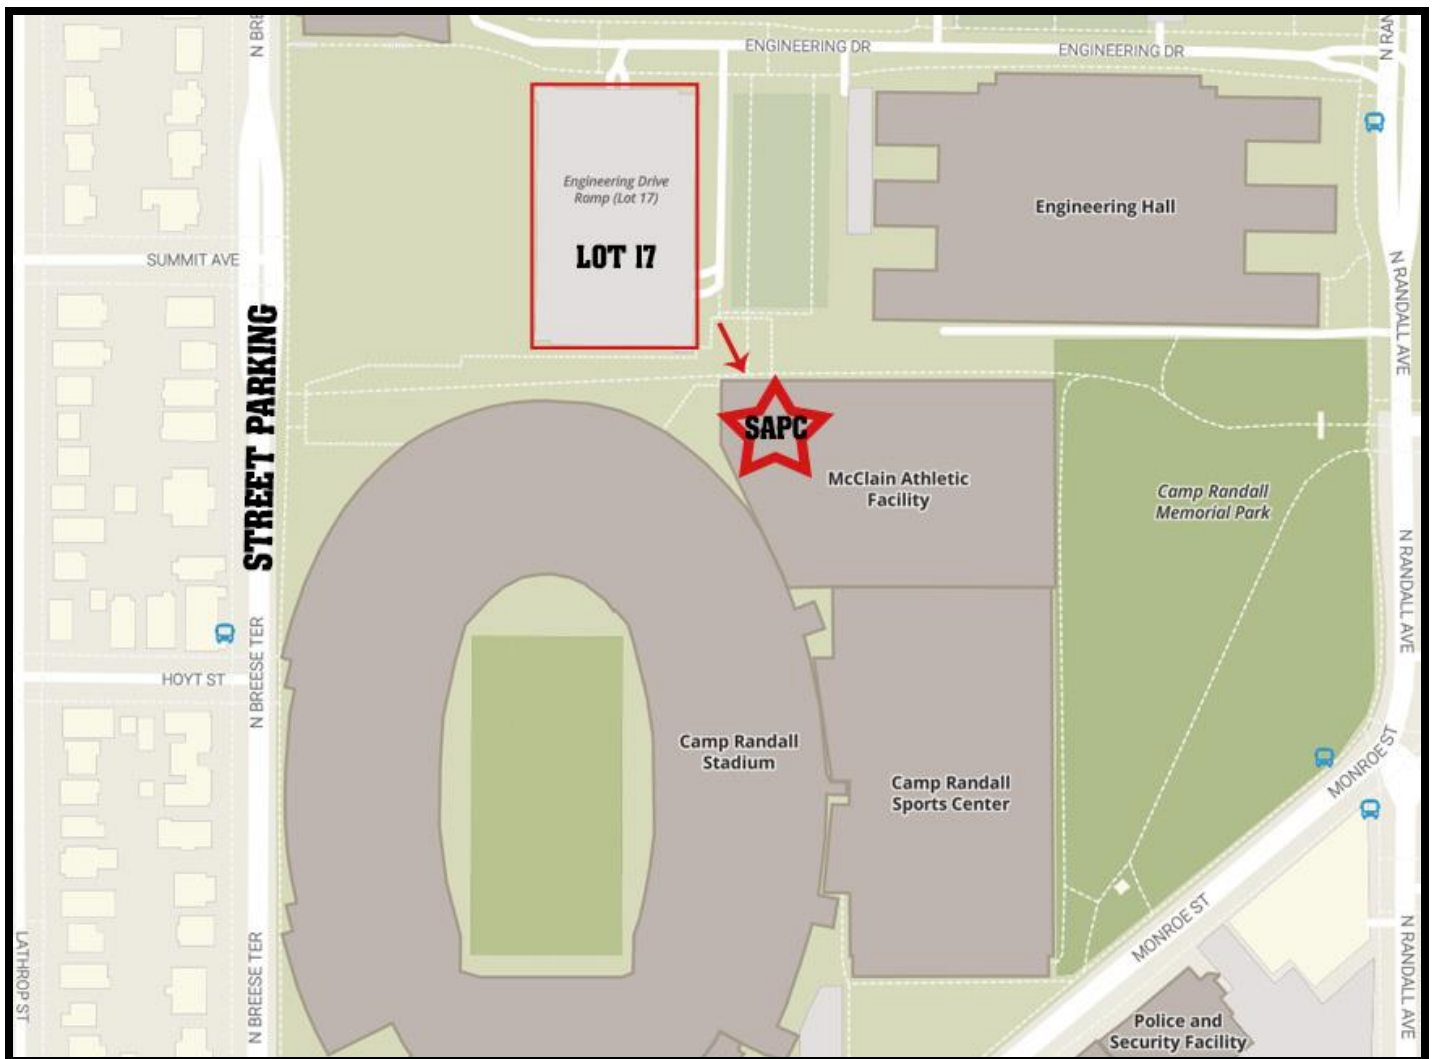 N BRE
ENGINEERING DR
ENGINEERING DR
N RAN
Engineering Drive
Ramp (Lot 17)
LOT 17
Engineering Hall
SUMMIT AVE
N RANDALL AVE
STREET PARKING
SAPC
McClain Athletic
Facility
Camp Randall
Memorial Park
N RANDALL AVE
N BREESE TER
HOYT ST
Camp Randall
Stadium
Camp Randall
Sports Center
MONROE ST
MONROE ST
LATHROP ST
N BREESE TER
N RANDALL AVE
Police and
Security Facility